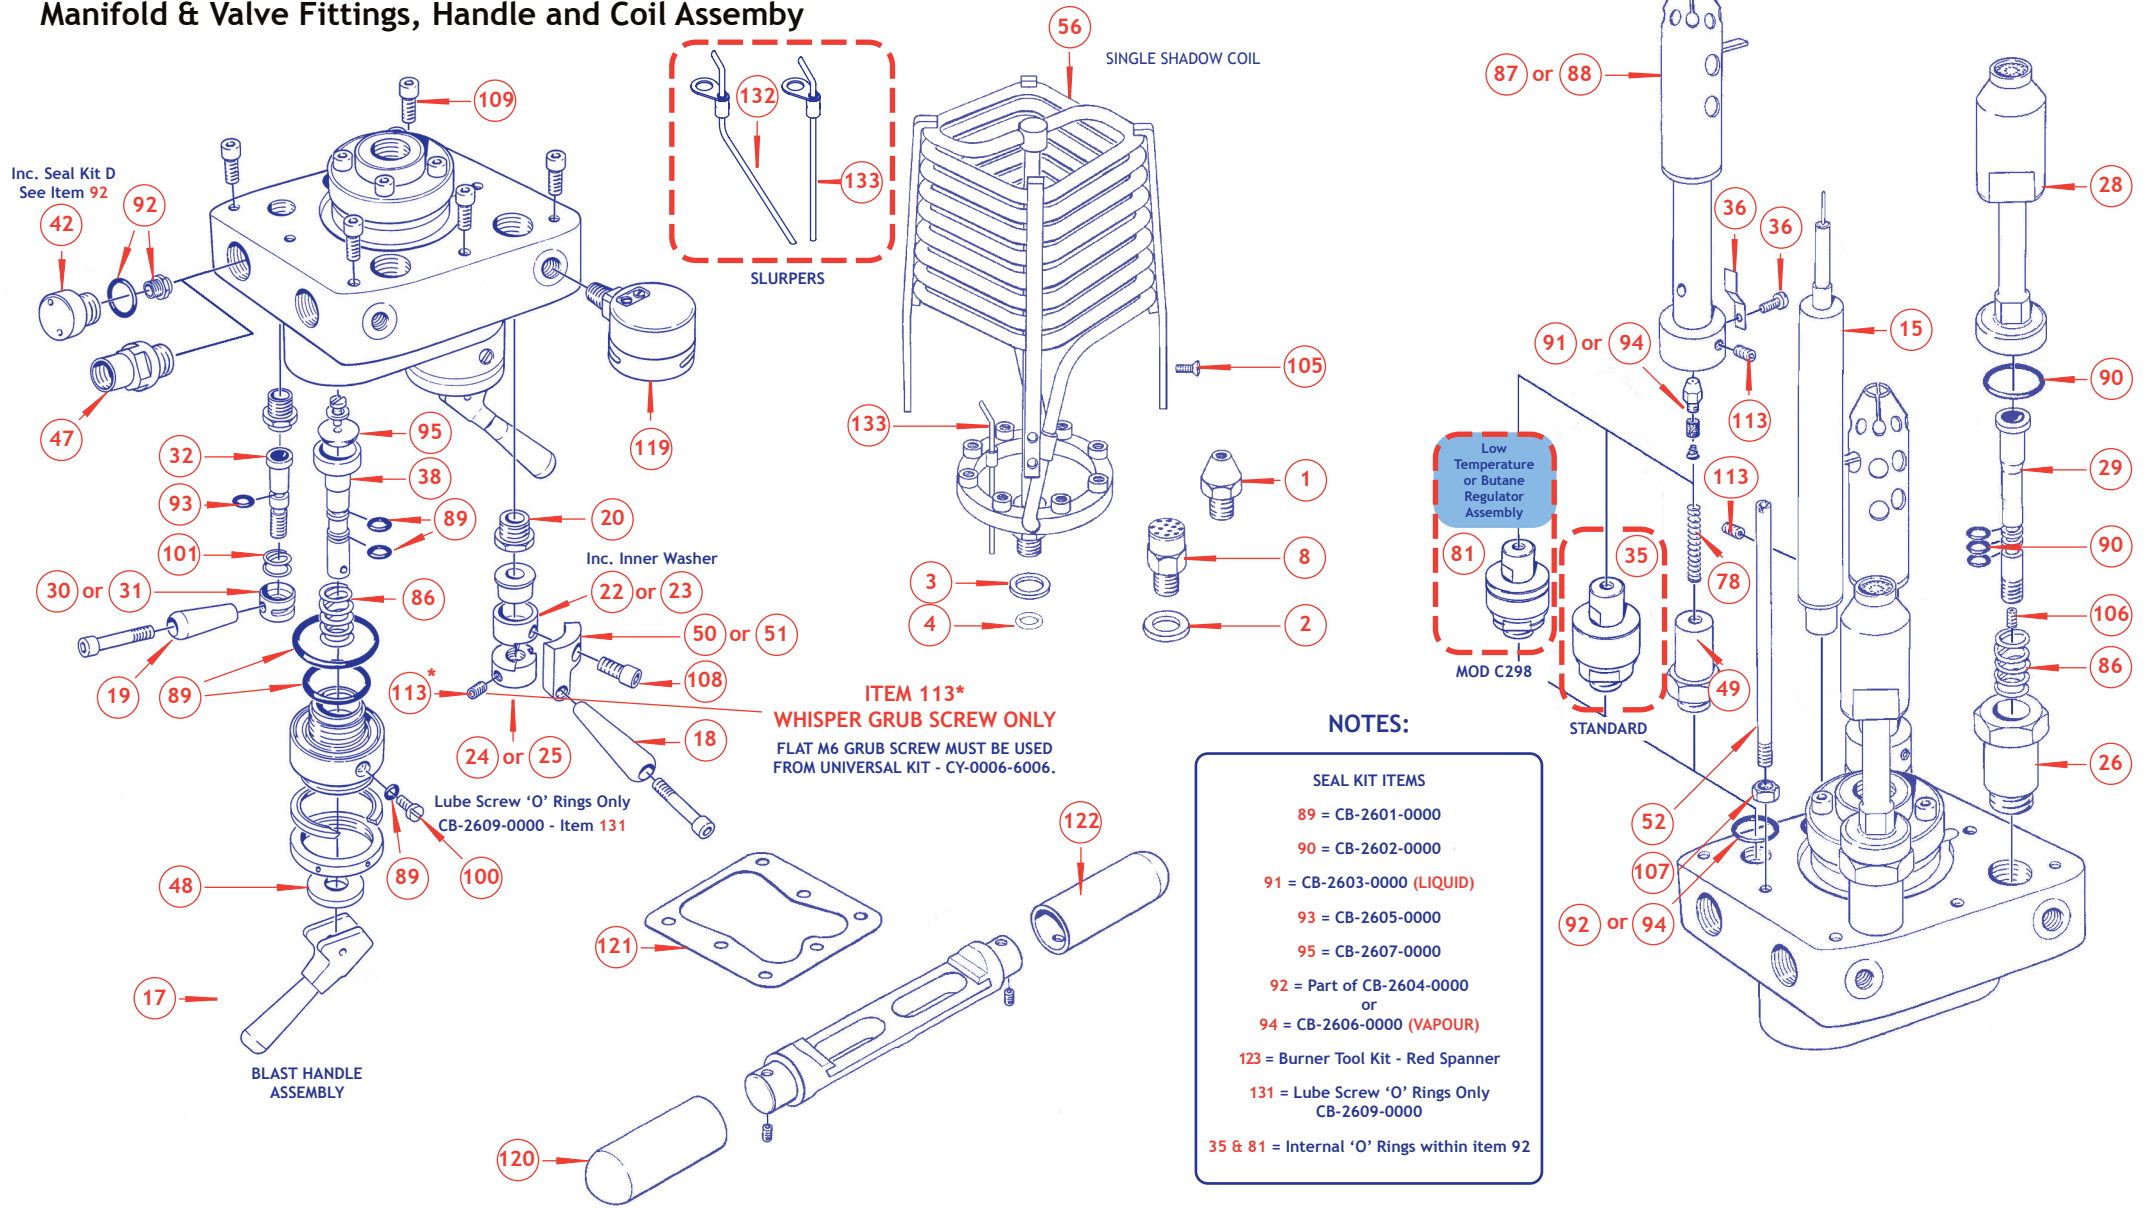 Manifold & Valve Fittings, Handle and Coil Assemby
56
SINGLE SHADOW COIL
87 or 88
109
132
133
SLURPERS
28
Inc. Seal Kit D
See Item 92
42
92
47
36
36
15
91 or 94
113
90
105
119
133
32
95
38
93
89
101
30 or 31
86
19
89
20
Inc. Inner Washer
22 or 23
50 or 51
113*
108
24 or 25
18
ITEM 113*
WHISPER GRUB SCREW ONLY
FLAT M6 GRUB SCREW MUST BE USED
FROM UNIVERSAL KIT - CY-0006-6006.
1
8
3
4
2
Low
Temperature
or Butane
Regulator
Assembly
81
MOD C298
35
STANDARD
113
78
49
29
90
106
86
26
52
107
92 or 94
Lube Screw ‘O’ Rings Only
CB-2609-0000 - Item 131
89
100
48
17
BLAST HANDLE
ASSEMBLY
121
122
120
NOTES:
SEAL KIT ITEMS
89 = CB-2601-0000
90 = CB-2602-0000
91 = CB-2603-0000 (LIQUID)
93 = CB-2605-0000
95 = CB-2607-0000
92 = Part of CB-2604-0000
or
94 = CB-2606-0000 (VAPOUR)
123 = Burner Tool Kit - Red Spanner
131 = Lube Screw ‘O’ Rings Only
CB-2609-0000
35 & 81 = Internal ‘O’ Rings within item 92